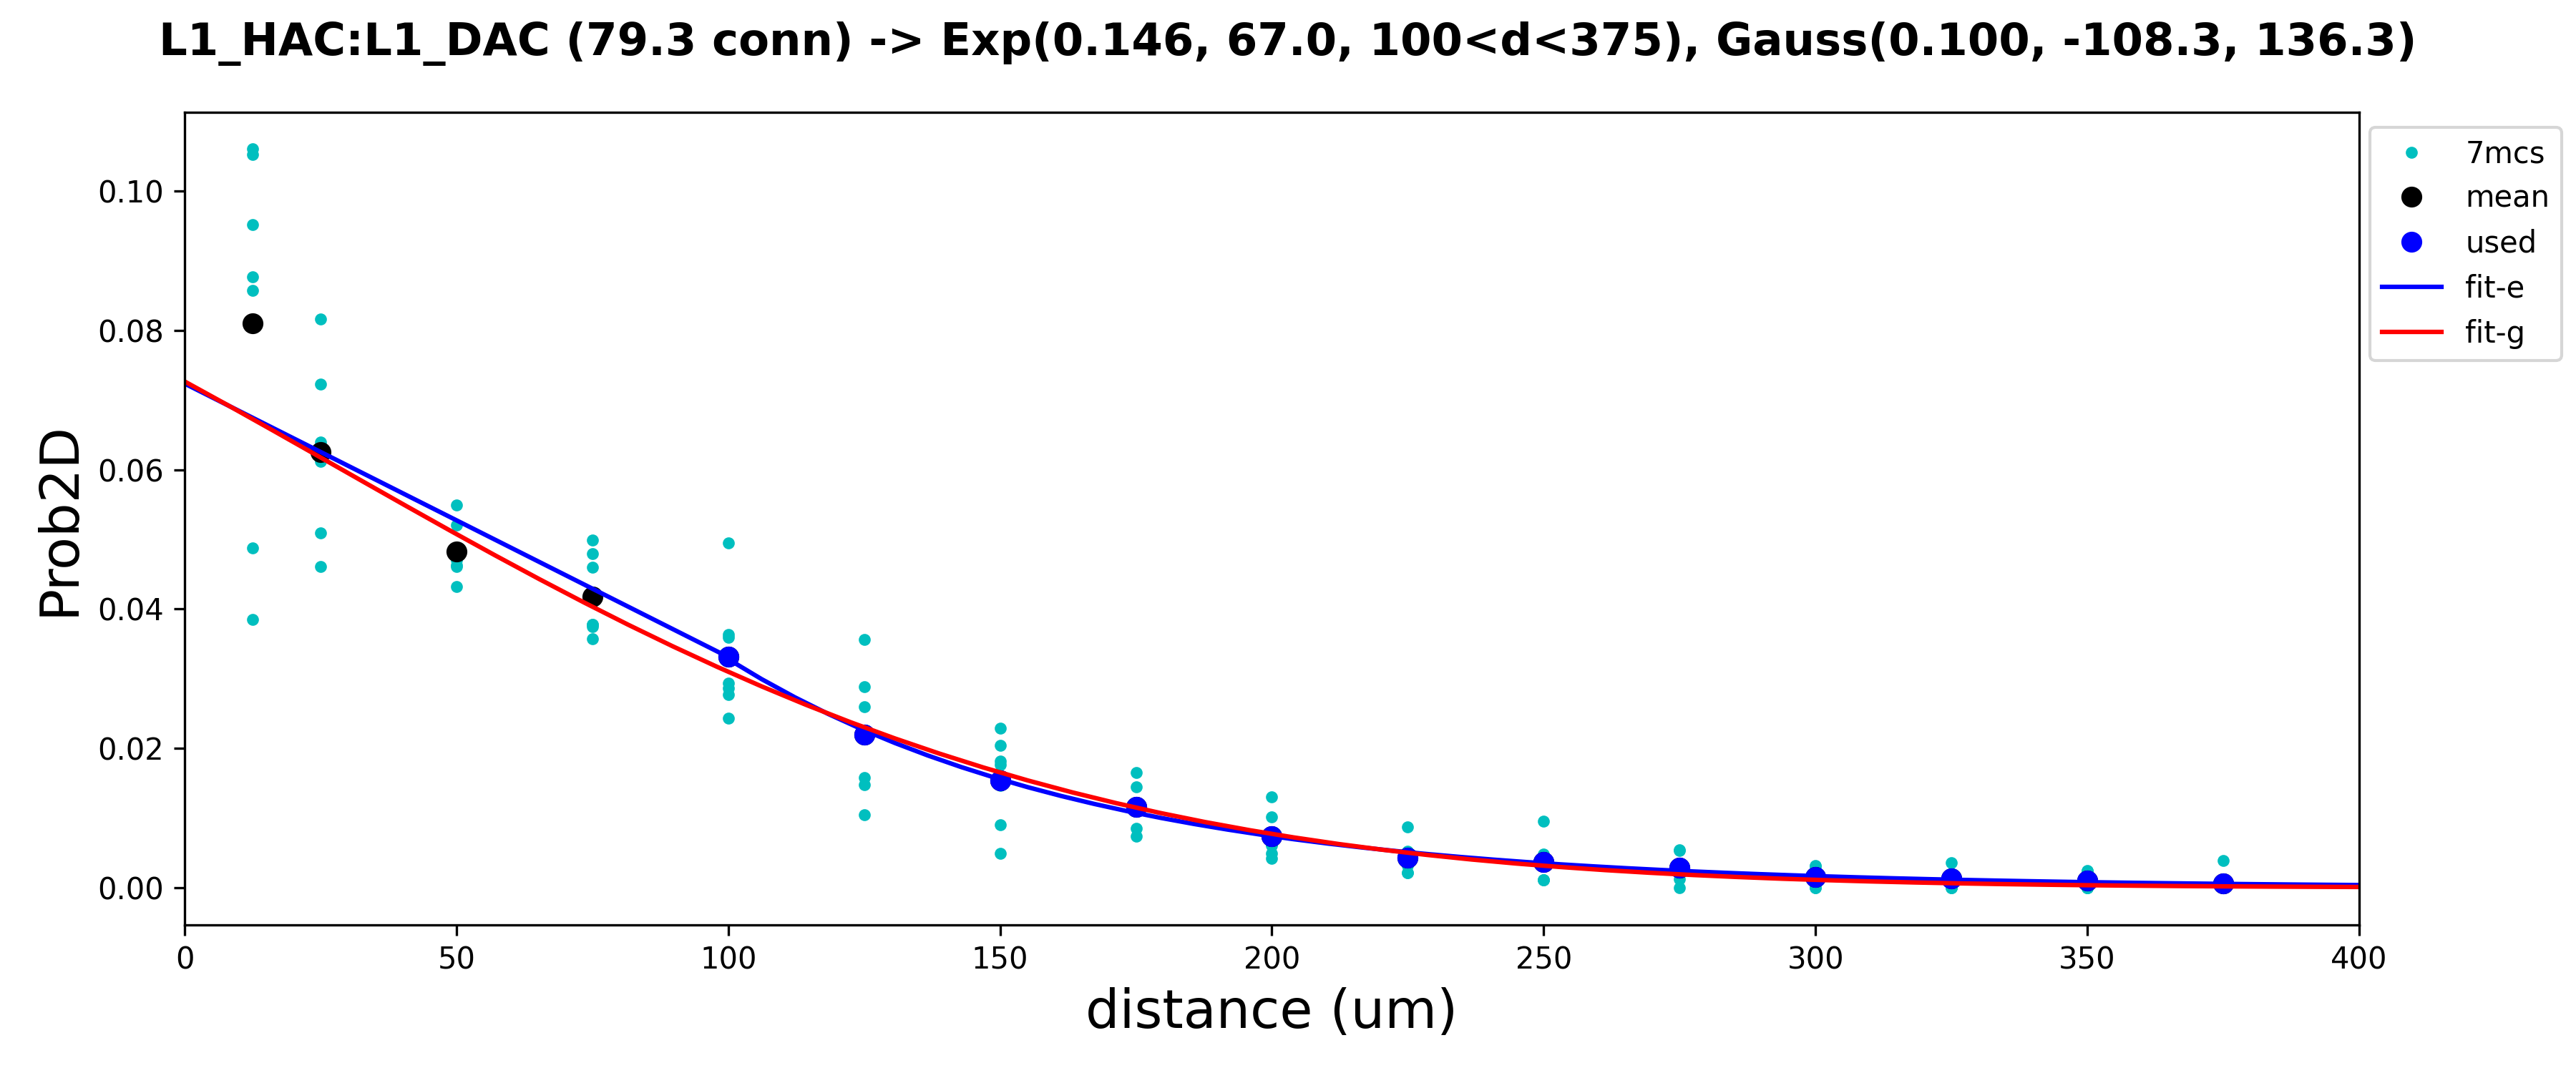 L1_HAC:L1_DAC (79.3 conn) -> Exp(0.146, 67.0, 100<d<375), Gauss(0.100, -108.3, 136.3)
7mcs
mean
used
fit-e
fit-g
Prob2D
0.10
0.08
0.06
0.04
0.02
0.00
0 50 100 150 200 250 300 350 400
distance (um)